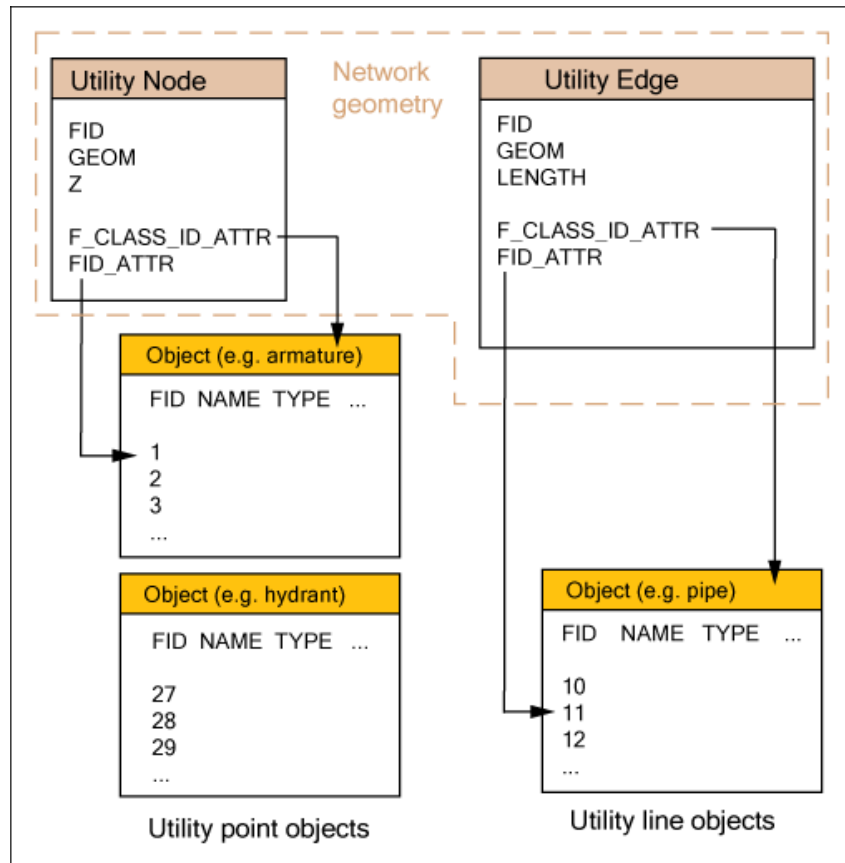 Utility Node
FID
GEOM
Z
F_CLASS_ID_ATTR
FID_ATTR
Network
geometry
Utility Edge
FID
GEOM
LENGTH
F_CLASS_ID_ATTR
FID_ATTR
Object (e.g. armature)
FID NAME TYPE ...
1
2
3
...
Object (e.g. hydrant)
FID NAME TYPE ...
27
28
29
...
Utility point objects
Object (e.g. pipe)
FID NAME TYPE ...
10
11
12
...
Utility line objects